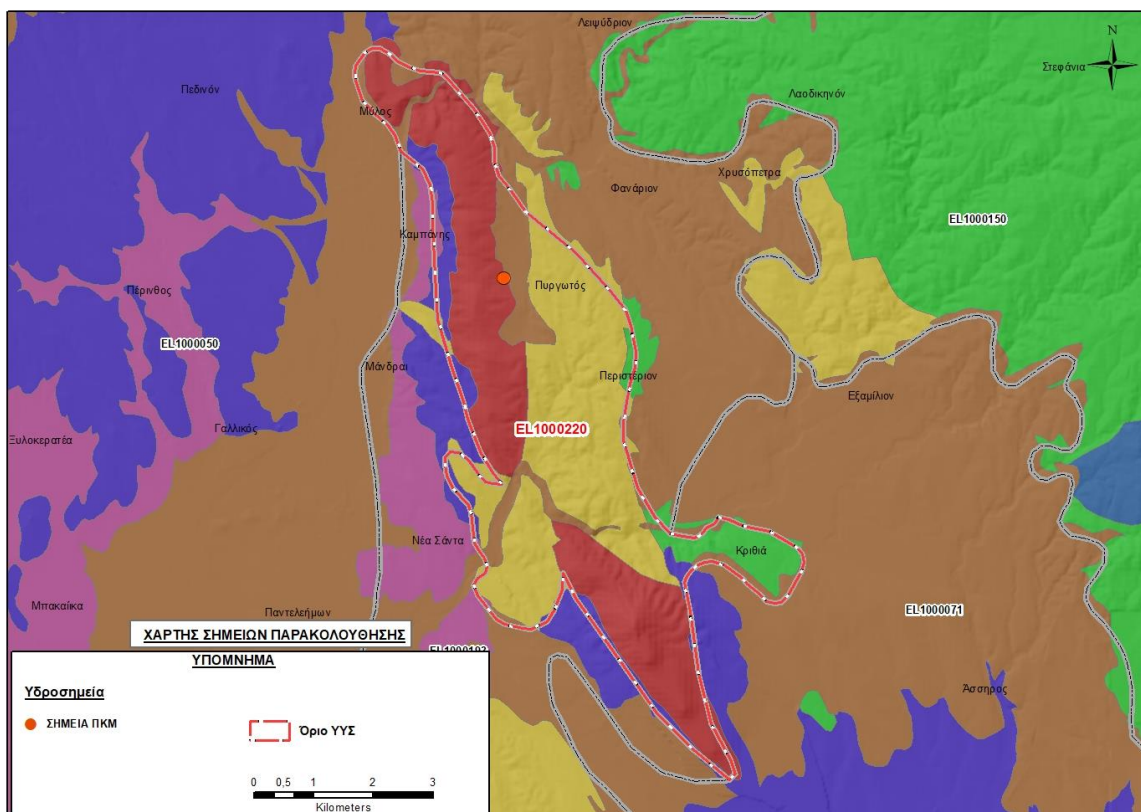 Λειψύδριον
N
Στεφάνια
Πεδινόν
Λαοδικηνόν
Μύλος
Χρυσόπετρα
Φανάριον
EL1000150
Καμπάνης
Πέρινθος
Πυργωτός
EL1000050
Μάνδραι
Περιστέριον
Εξαμίλιον
Γαλλικός
EL1000220
Ξυλοκερατέα
Νέα Σάντα
Κριθιά
Μπακαίικα
Παντελεήμων
EL1000071
ΧΑΡΤΗΣ ΣΗΜΕΙΩΝ ΠΑΡΑΚΟΛΟΥΘΗΣΗΣ
ΥΠΟΜΝΗΜΑ
Άσσηρος
Υδροσημεία
ΣΗΜΕΙΑ ΠΚΜ
Όριο ΥΥΣ
0 0,5 1 2 3
Kilometers